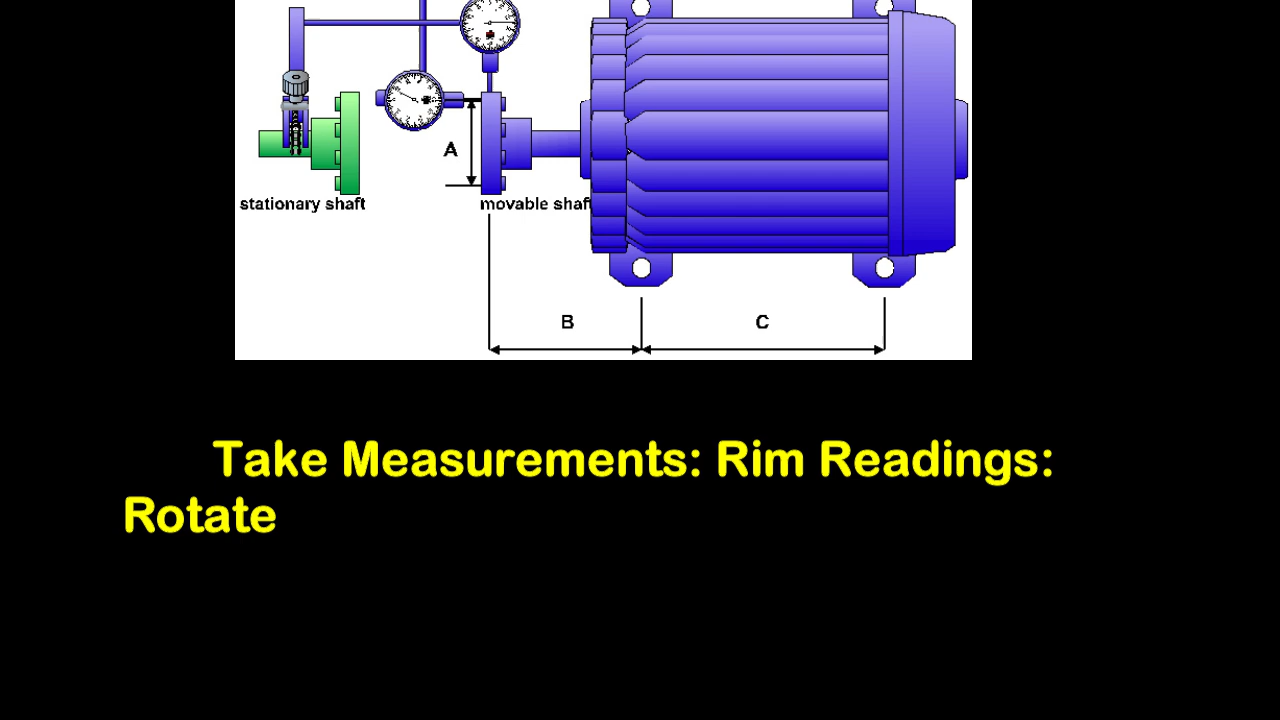 A
stationary shaft
movable shaf
B
C
Take Measurements: Rim Readings:
Rotate